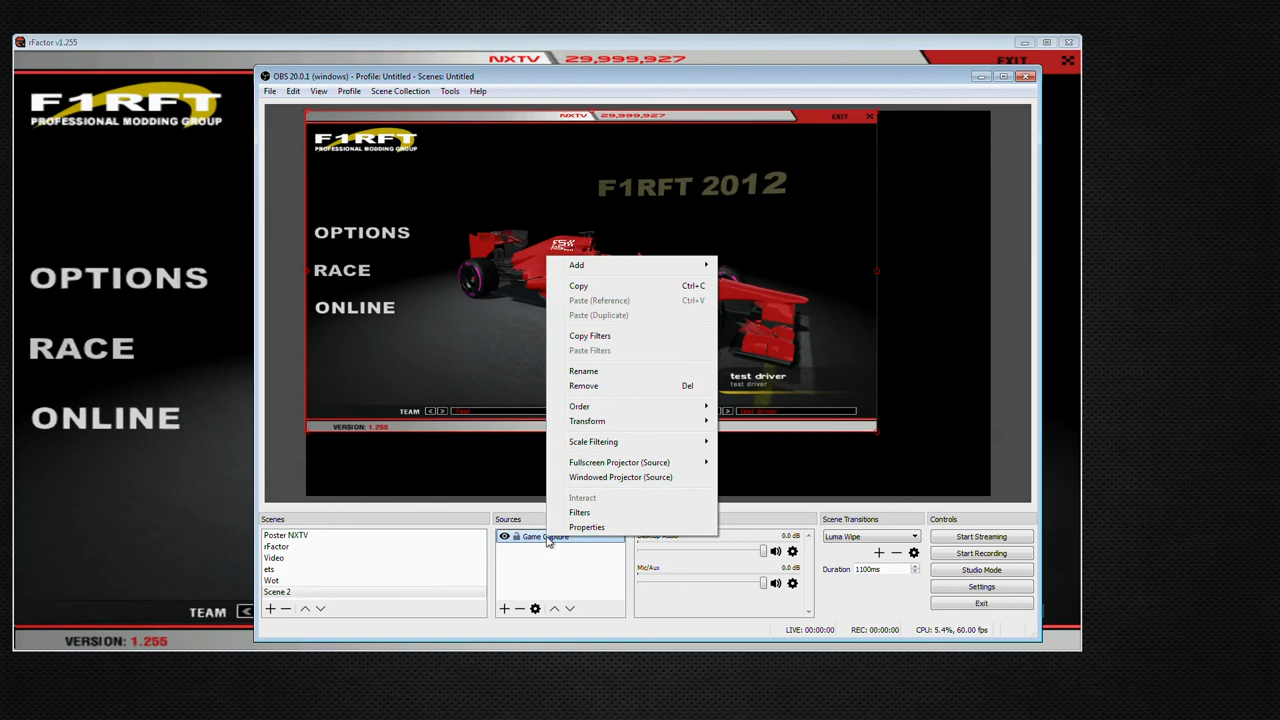 rFactor v1.255
NXTV 29,999,927 EXIT
F1RFT
PROFESSIONAL MODDING GROUP
OPTIONS
RACE
ONLINE
TEAM <
VERSION: 1.255
OBS 20.0.1 (windows) - Profile: Untitled - Scenes: Untitled
File Edit View Profile Scene Collection Tools Help
NXTV 29,999,927 EXIT
F1RFT
PROFESSIONAL MODDING GROUP
F1RFT 2012
OPTIONS
RACE
ONLINE
test driver
test driver
TEAM < > Test > test driver
VERSION: 1.255
Add
Copy Ctrl+C
Paste (Reference) Ctrl+V
Paste (Duplicate)
Copy Filters
Paste Filters
Rename
Remove Del
Order
Transform
Scale Filtering
Fullscreen Projector (Source)
Windowed Projector (Source)
Interact
Filters
Properties
Scenes
Poster NXTV
rFactor
Video
ets
Wot
Scene 2
Sources
Game Capture
0.0 dB
Mic/Aux 0.0 dB
Scene Transitions
Luma Wipe
Duration 1100ms
Controls
Start Streaming
Start Recording
Studio Mode
Settings
Exit
LIVE: 00:00:00 REC: 00:00:00 CPU: 5.4%, 60.00 fps